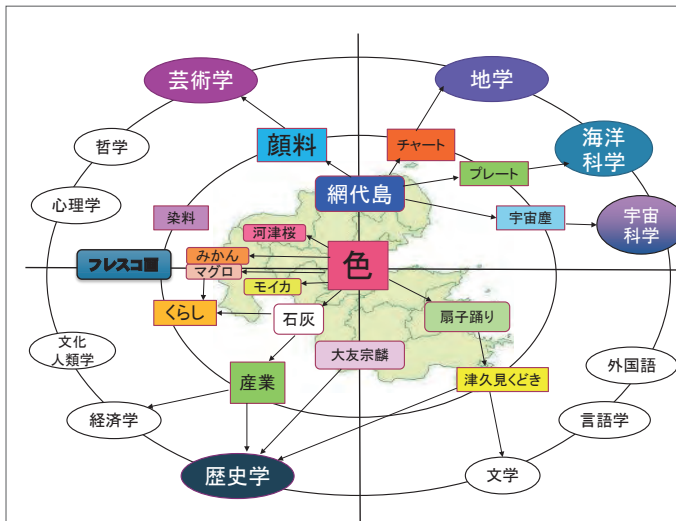 芸術学
地学
哲学
顔料
チャート
海洋
科学
プレート
心理学
網代島
染料
宇宙塵
宇宙
科学
河津桜
みかん
色
フレスコ画
マグロ
モイカ
くらし
石灰
扇子踊り
文化
人類学
大友宗麟
外国語
産業
津久見くどき
経済学
言語学
歴史学
文学